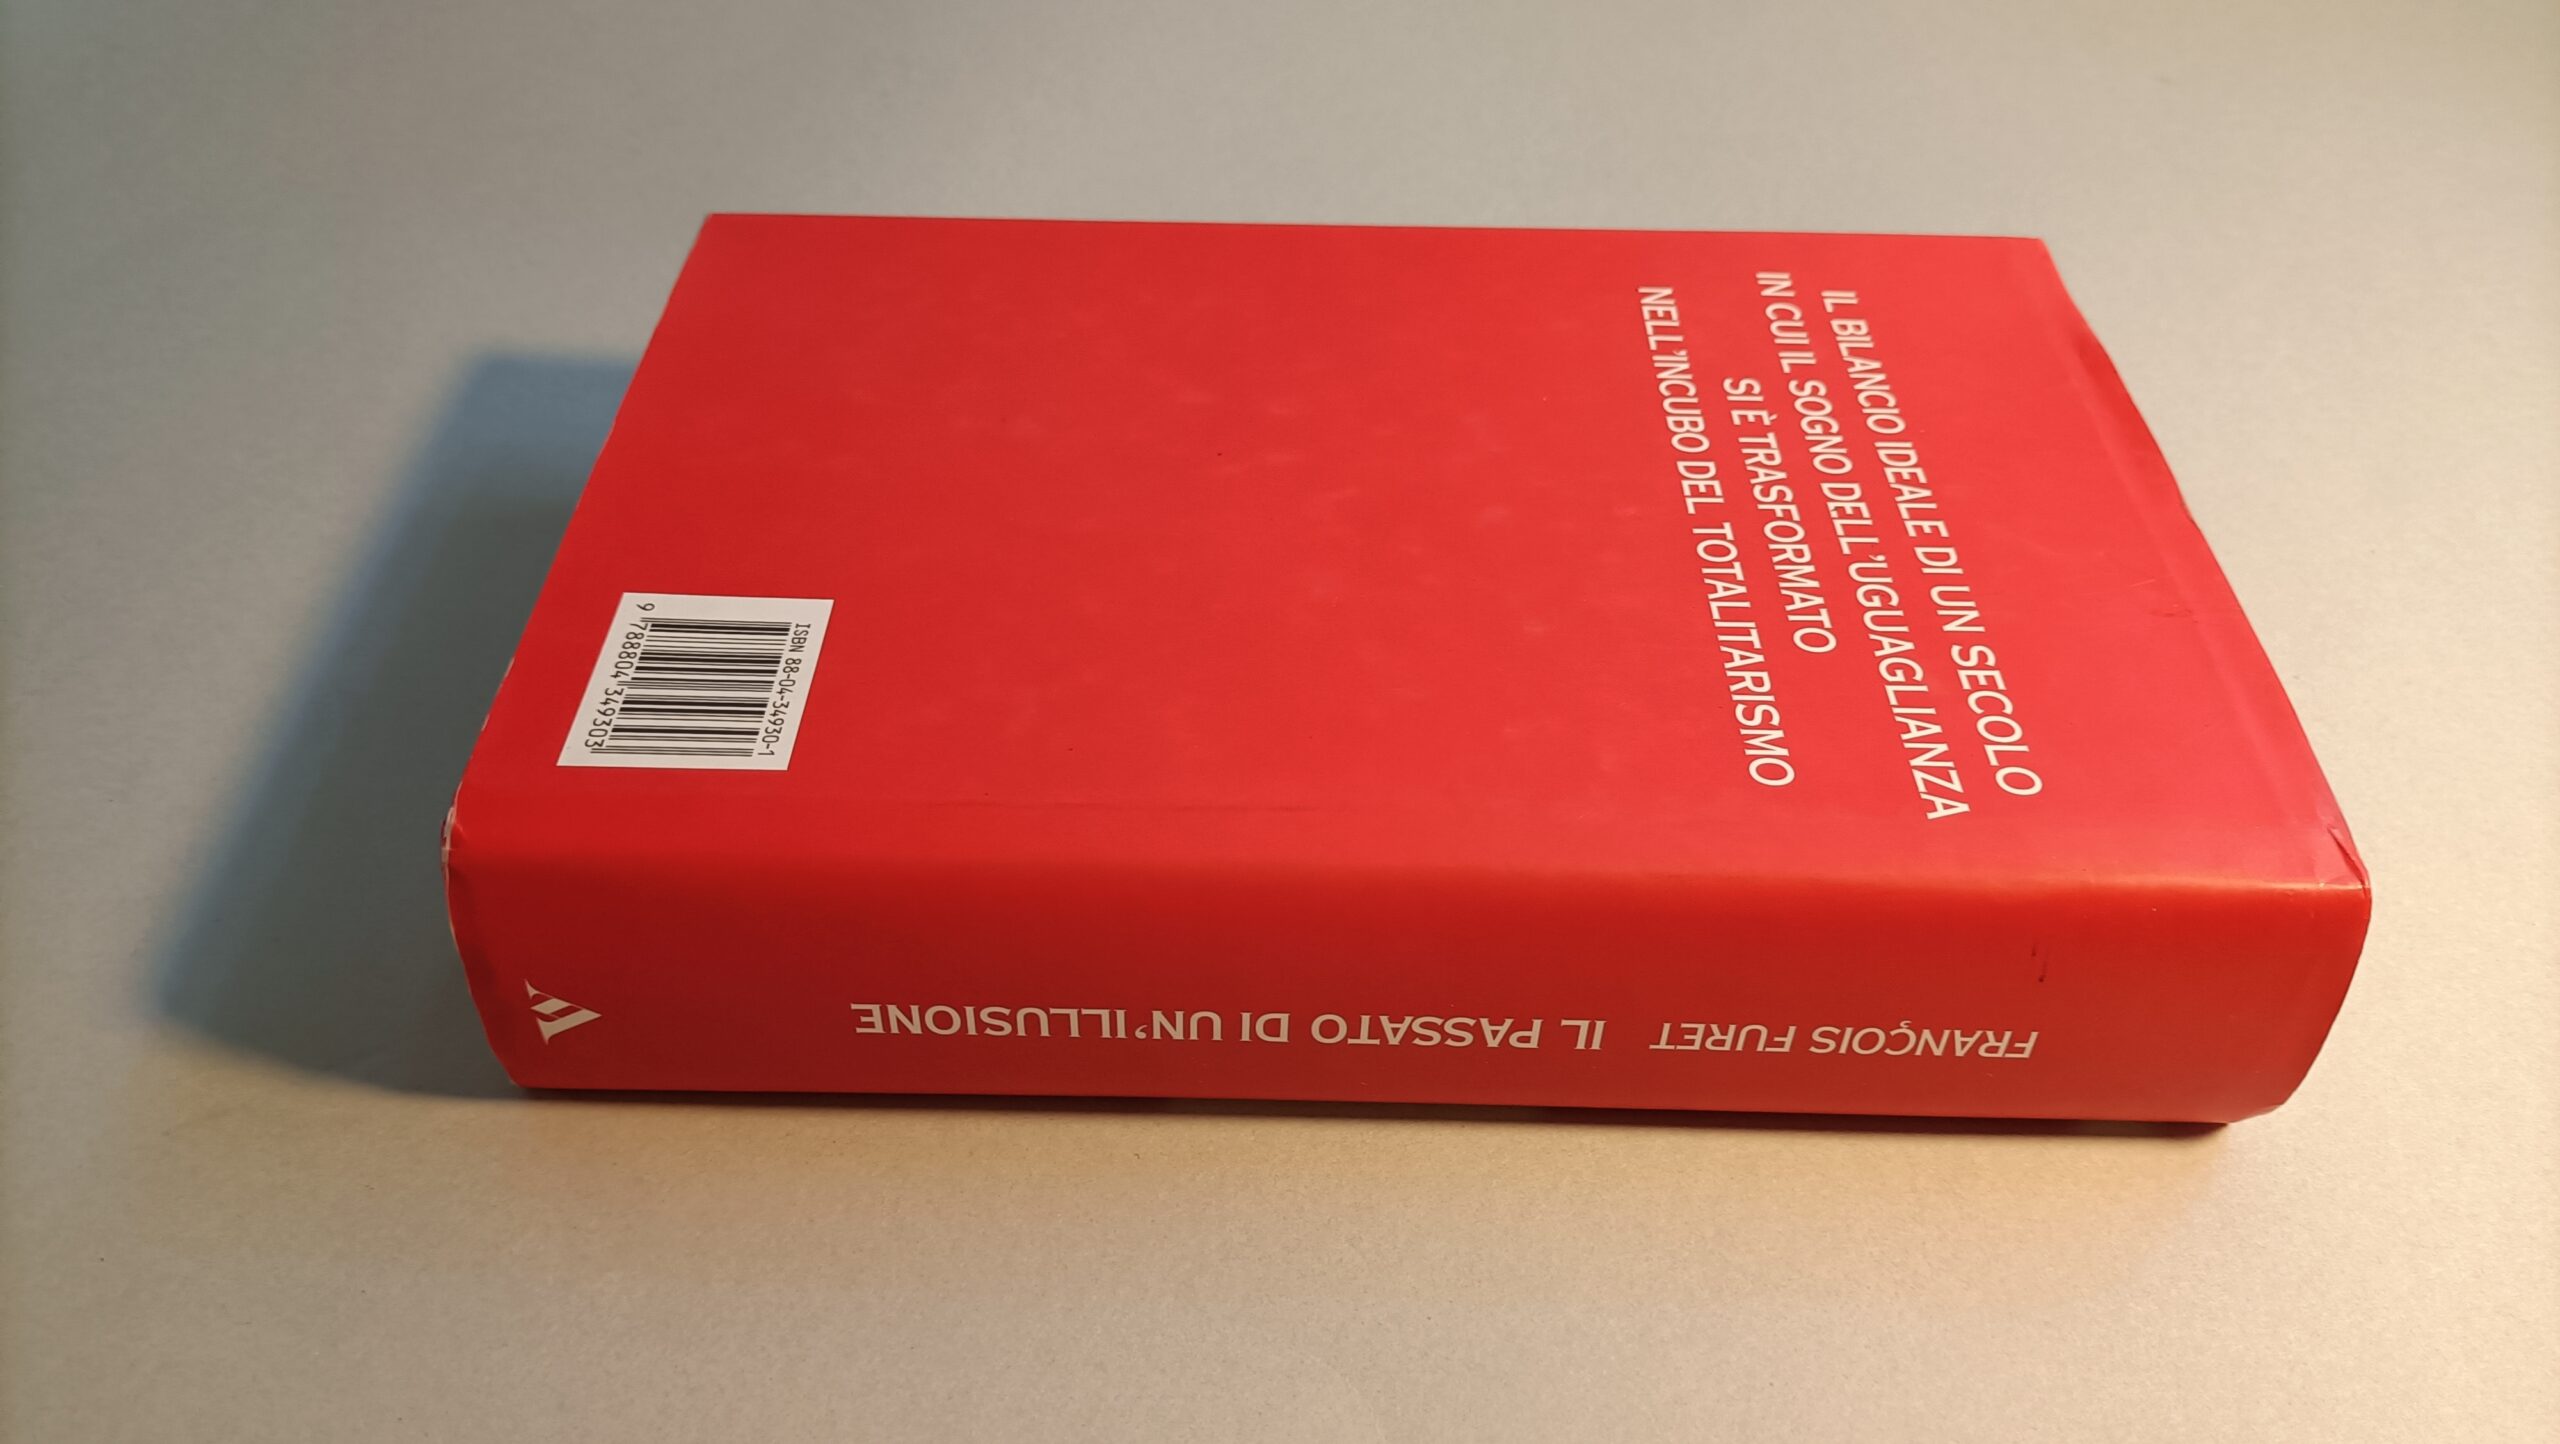 IL BILANCIO IDEALE DI UN SECOLO
IN CUI IL SOGNO DELL'UGUAGLIANZA
SI È TRASFORMATO
NELL'INCUBO DEL TOTALITARISMO
ISBN 88-04-34930-1
9 788804 349303
FRANÇOIS FURET IL PASSATO DI UN'ILLUSIONE